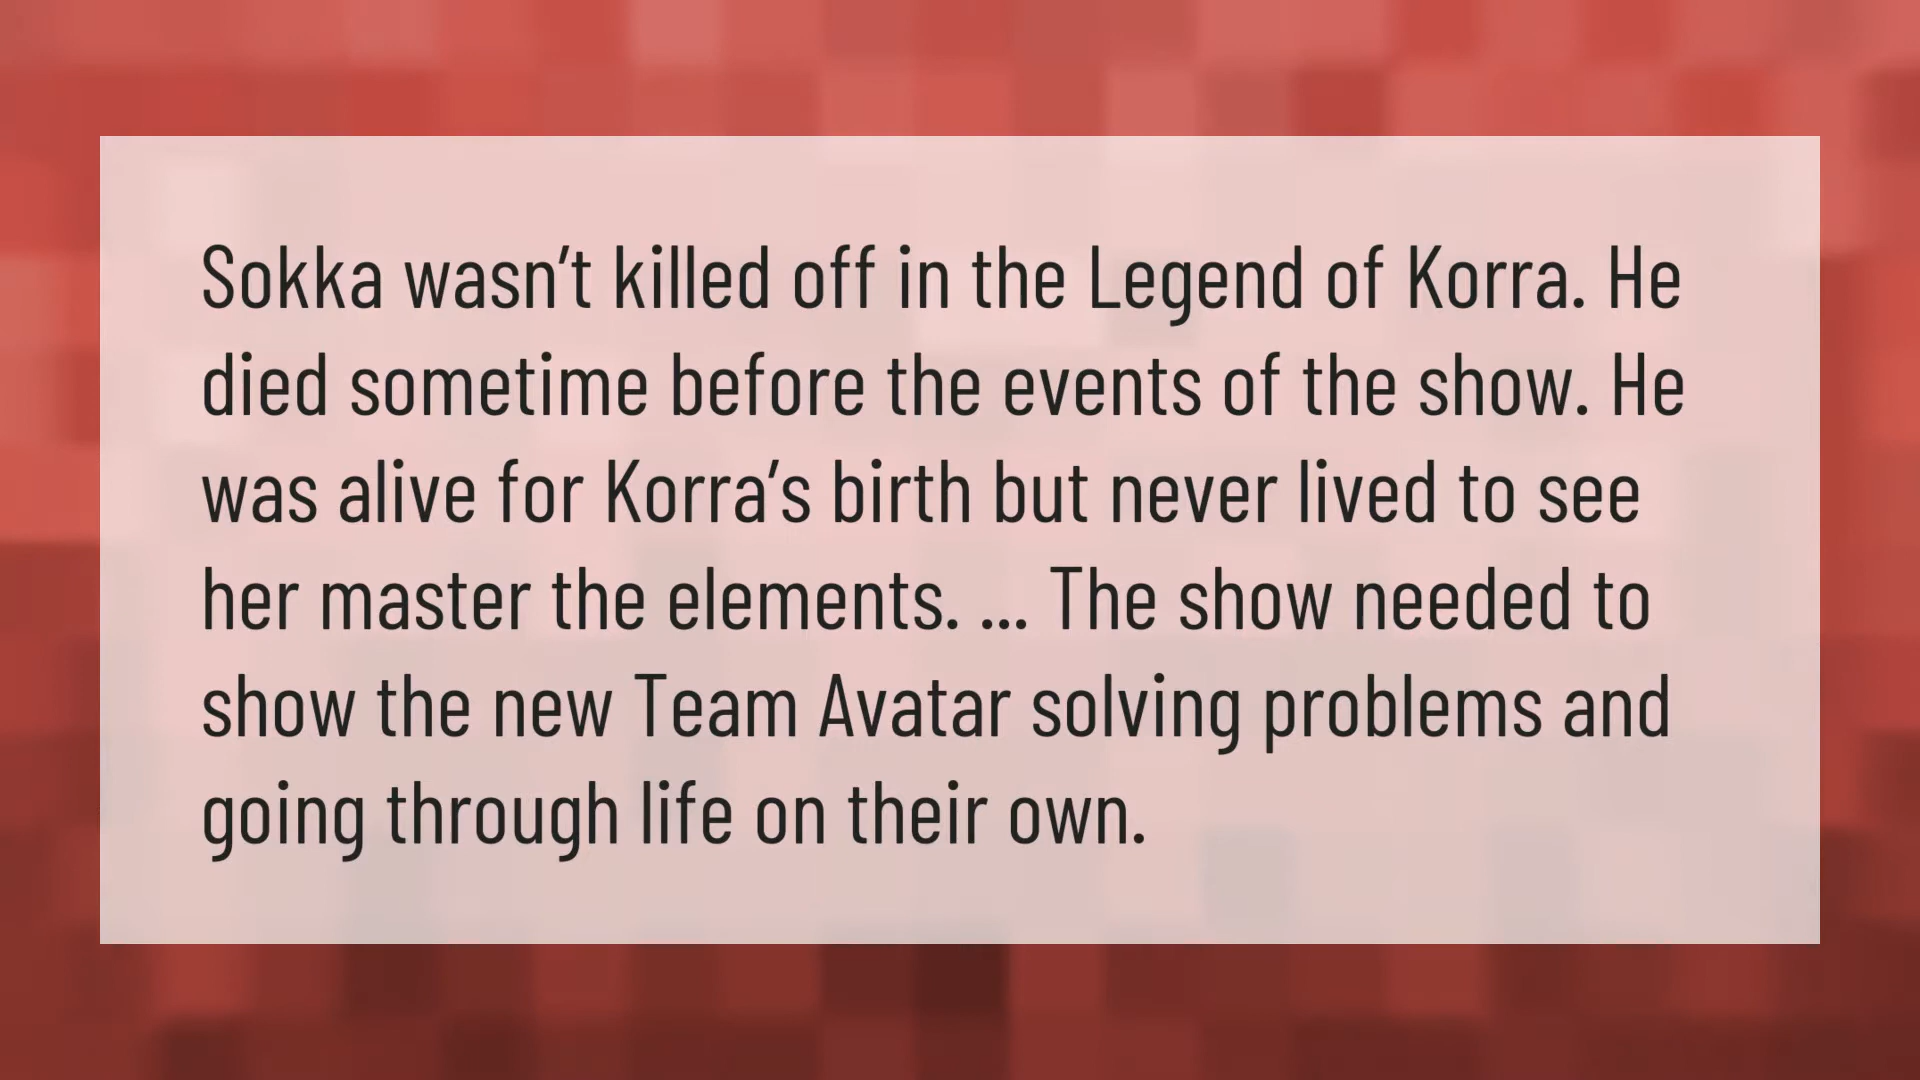 Sokka wasn’t killed off in the Legend of Korra. He
died sometime before the events of the show. He
was alive for Korra’s birth but never lived to see
her master the elements. ... The show needed to
show the new Team Avatar solving problems and
going through life on their own.